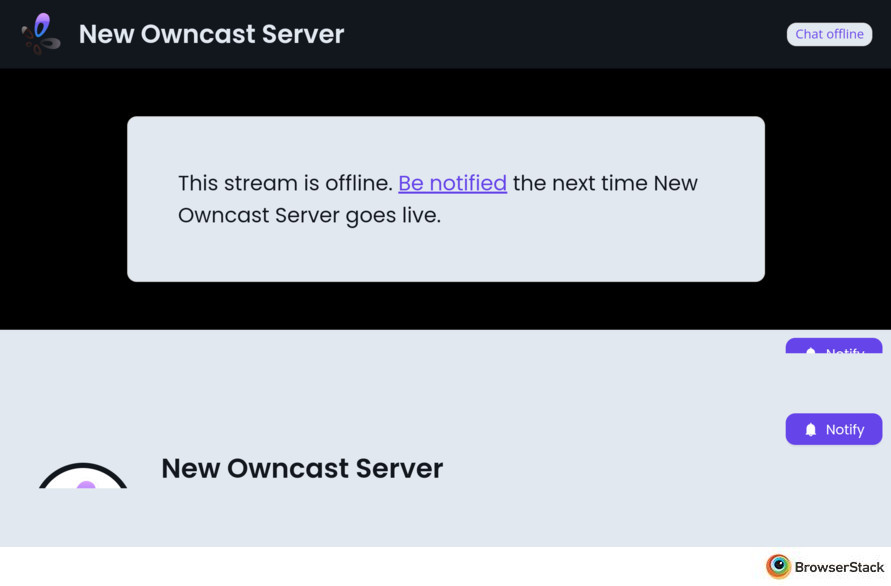 New Owncast Server
Chat offline
This stream is offline. Be notified the next time New
Owncast Server goes live.
Notify
Notify
New Owncast Server
BrowserStack